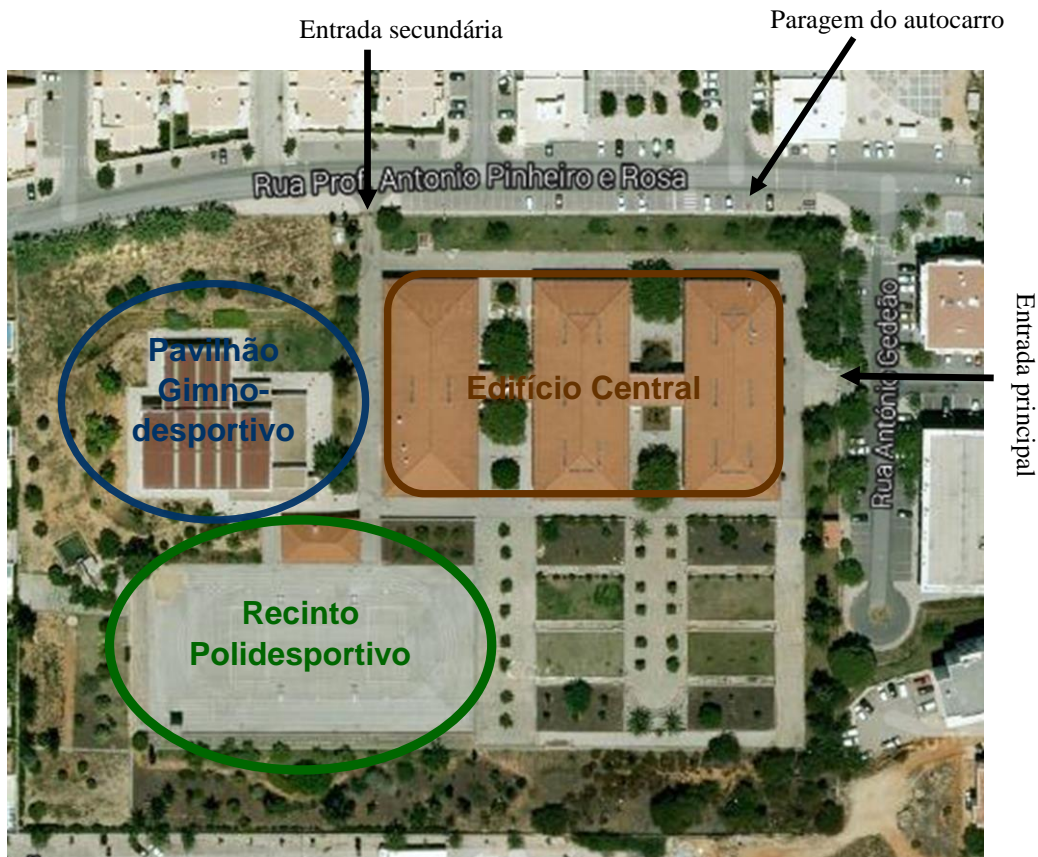 Paragem do autocarro
Entrada secundária
Rua Prof. Antonio Pinheiro e Rosa
Pavilhão
Gimno-
desportivo
Edifício Central
Entrada principal
Rua António Gedeão
Recinto
Polidesportivo